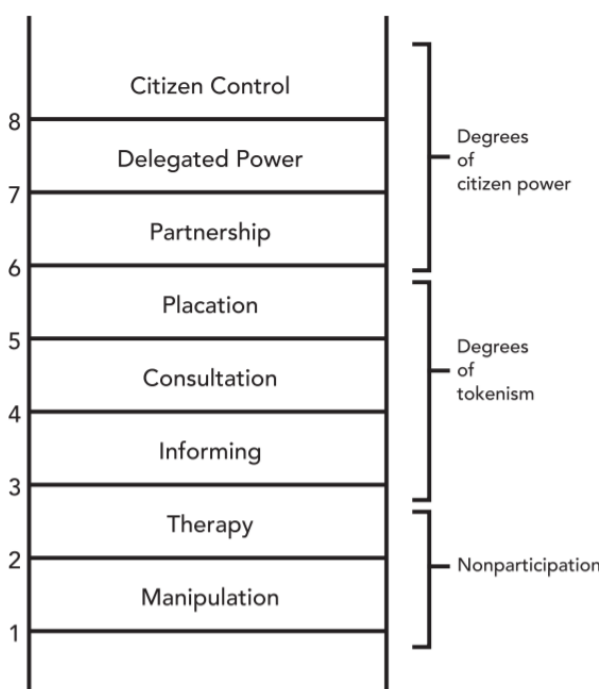 Citizen Control
8
Delegated Power
7
Partnership
6
Placation
5
Consultation
4
Informing
3
Therapy
2
Manipulation
1
Degrees
of
citizen power
Degrees
of
tokenism
Nonparticipation